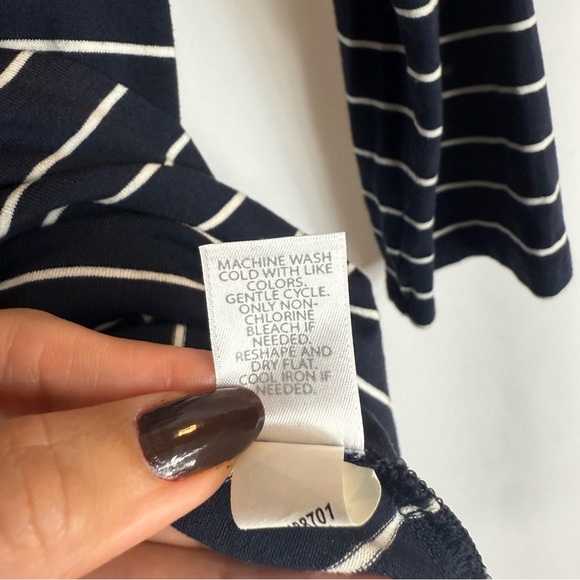 MACHINE WASH
COLD WITH LIKE
COLORS.
GENTLE CYCLE.
ONLY NON-
CHLORINE
BLEACH IF
NEEDED.
RESHAPE AND
DRY FLAT.
COOL IRON IF
NEEDED.